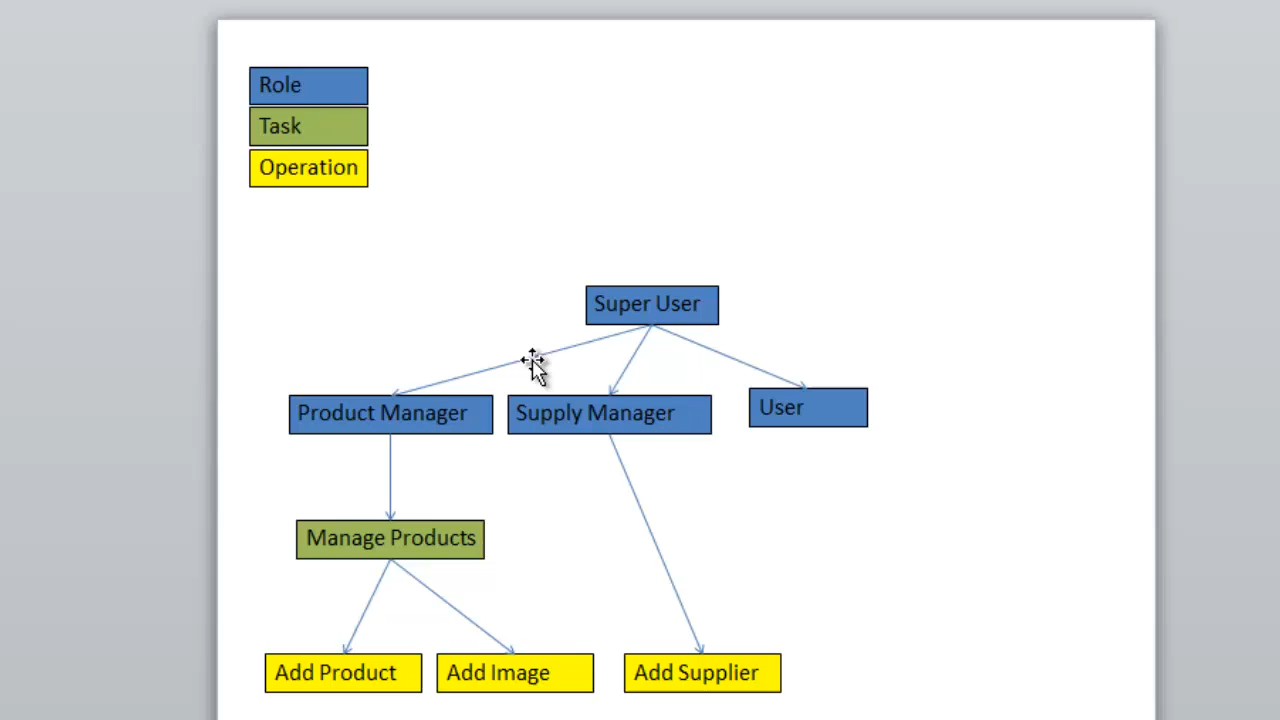 Role
Task
Operation
Super User
Product Manager
Supply Manager
User
Manage Products
Add Product
Add Image
Add Supplier